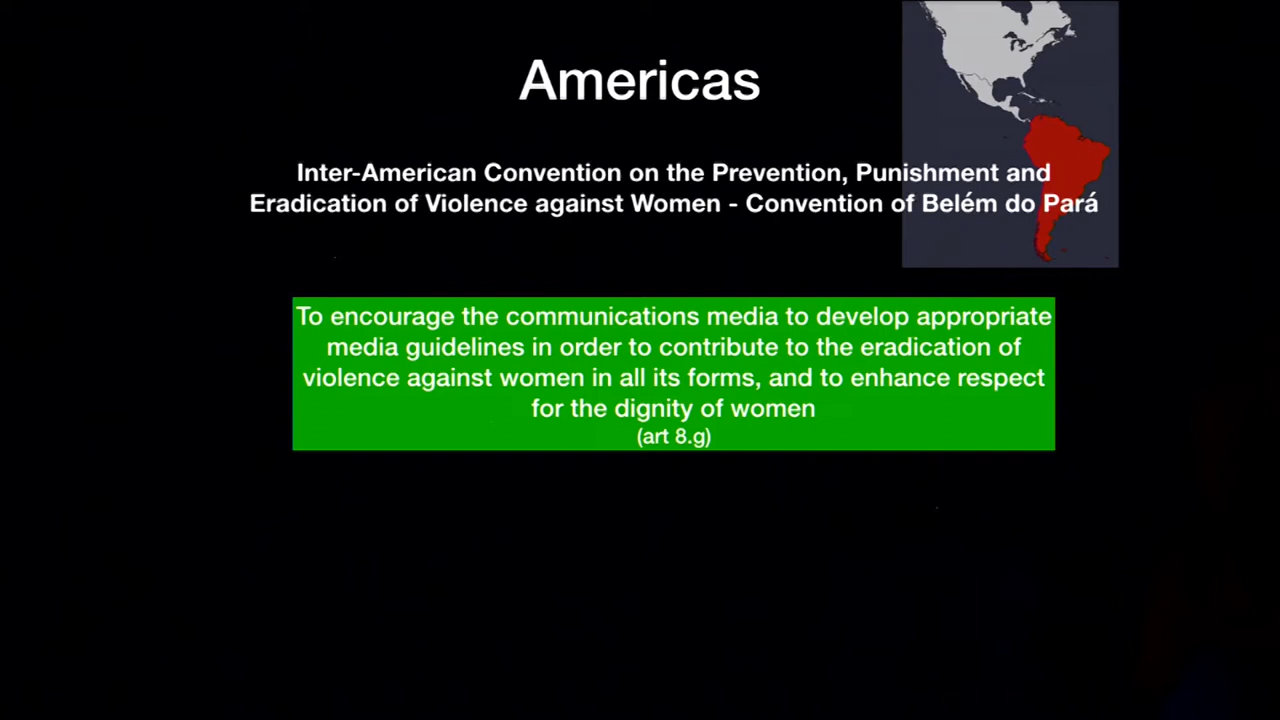 Americas
Inter-American Convention on the Prevention, Punishment and
Eradication of Violence against Women - Convention of Belém do Pará
To encourage the communications media to develop appropriate
media guidelines in order to contribute to the eradication of
violence against women in all its forms, and to enhance respect
for the dignity of women
(art 8.g)